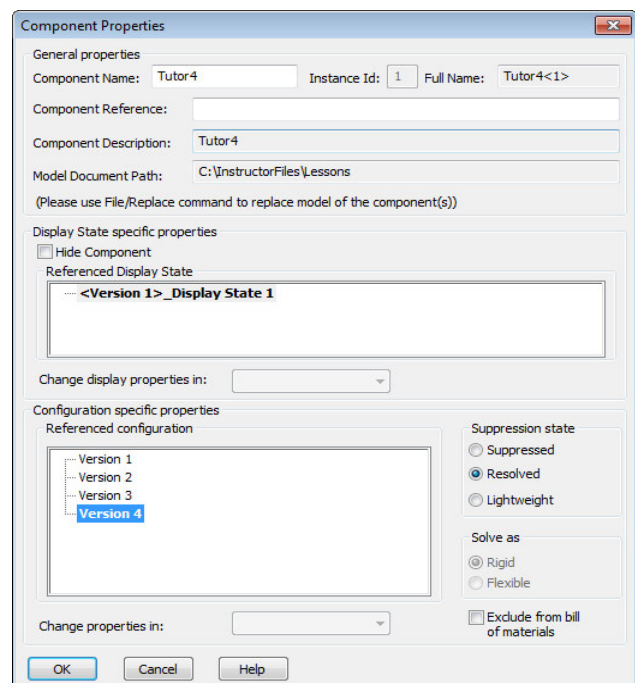 Component Properties
General properties
Component Name: Tutor4 Instance Id: 1 Full Name: Tutor4<1>
Component Reference:
Component Description: Tutor4
Model Document Path: C:\InstructorFiles\Lessons
(Please use File/Replace command to replace model of the component(s))
Display State specific properties
Hide Component
Referenced Display State
<Version 1>_Display State 1
Change display properties in:
Configuration specific properties
Referenced configuration
Version 1
Version 2
Version 3
Version 4
Change properties in:
Suppression state
Suppressed
Resolved
Lightweight
Solve as
Rigid
Flexible
Exclude from bill
of materials
OK Cancel Help